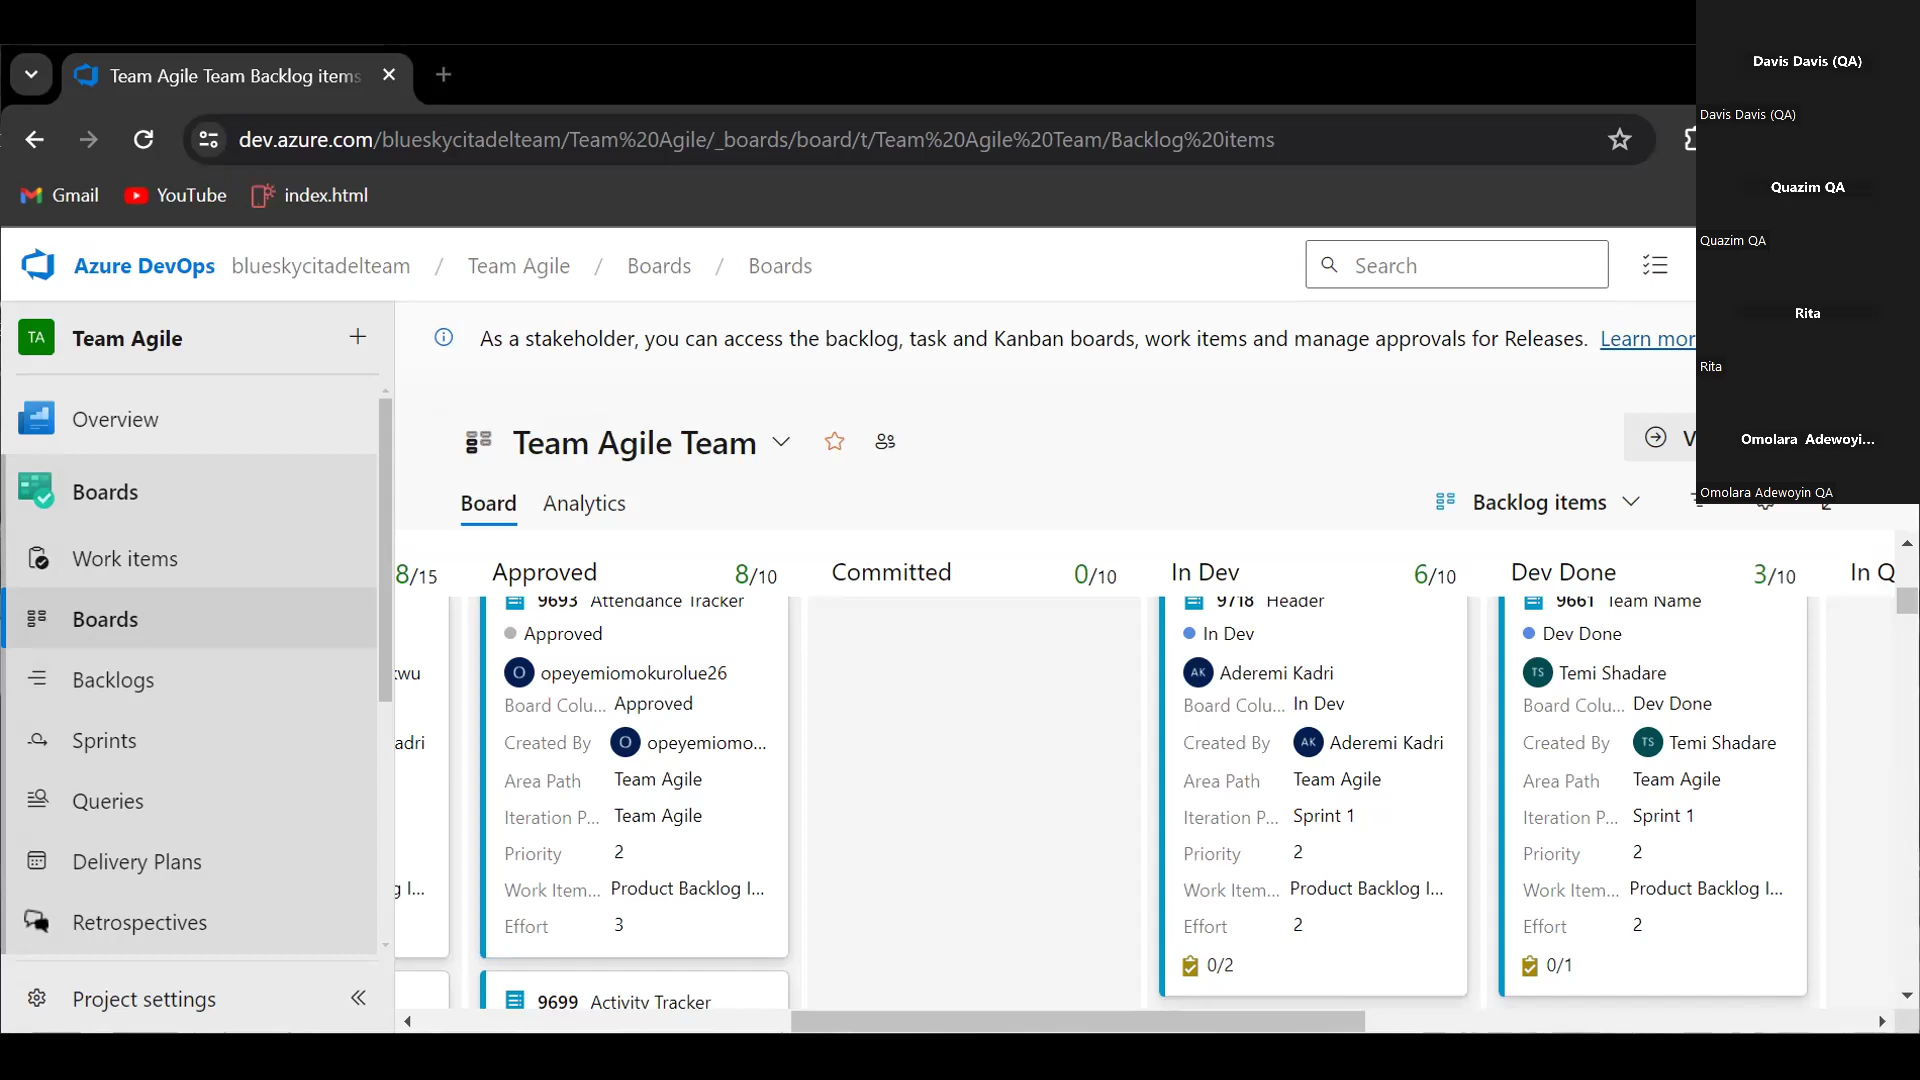 Team Agile Team Backlog items
dev.azure.com/blueskycitadelteam/Team%20Agile/_boards/board/t/Team%20Agile%20Team/Backlog%20items
Gmail
YouTube
index.html
Davis Davis (QA)
Davis Davis (QA)
Quazim QA
Quazim QA
Rita
Rita
Omolara Adewoyi...
Omolara Adewoyin QA
Azure DevOps blueskycitadelteam / Team Agile / Boards / Boards
Search
TA Team Agile
Overview
Boards
Work items
Boards
Backlogs
Sprints
Queries
Delivery Plans
Retrospectives
Project settings
As a stakeholder, you can access the backlog, task and Kanban boards, work items and manage approvals for Releases. Learn mor
Team Agile Team
V
Board Analytics
Backlog items
8/15
kwu
adri
g I...
Approved 8/10
9693 Attendance Tracker
Approved
O opeyemiomokurolue26
Board Colu... Approved
Created By O opeyemiomo...
Area Path Team Agile
Iteration P... Team Agile
Priority 2
Work Item... Product Backlog I...
Effort 3
9699 Activity Tracker
Committed 0/10
In Dev 6/10
9718 Header
In Dev
AK Aderemi Kadri
Board Colu... In Dev
Created By AK Aderemi Kadri
Area Path Team Agile
Iteration P... Sprint 1
Priority 2
Work Item... Product Backlog I...
Effort 2
0/2
Dev Done 3/10
9661 Team Name
Dev Done
TS Temi Shadare
Board Colu... Dev Done
Created By TS Temi Shadare
Area Path Team Agile
Iteration P... Sprint 1
Priority 2
Work Item... Product Backlog I...
Effort 2
0/1
In Q